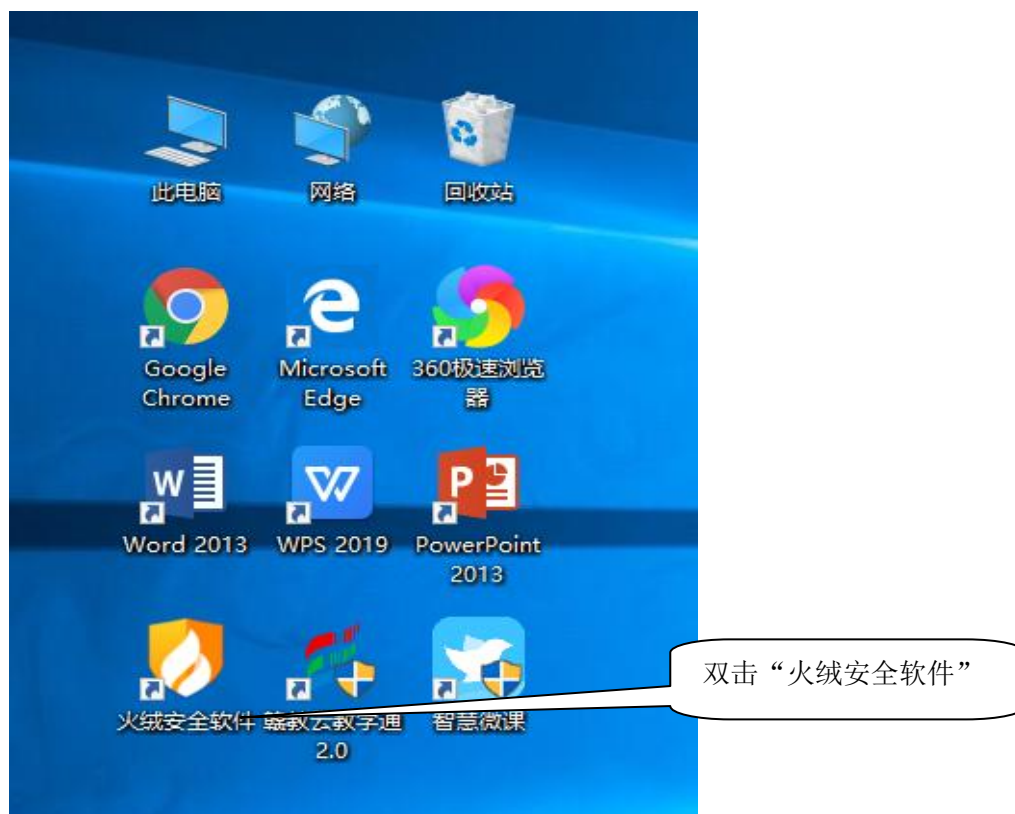 此电脑
网络
回收站
Google
Chrome
Microsoft
Edge
360极速浏览
器
Word 2013
WPS 2019
PowerPoint
2013
火绒安全软件
赣教云教学通
2.0
智慧微课
双击“火绒安全软件”